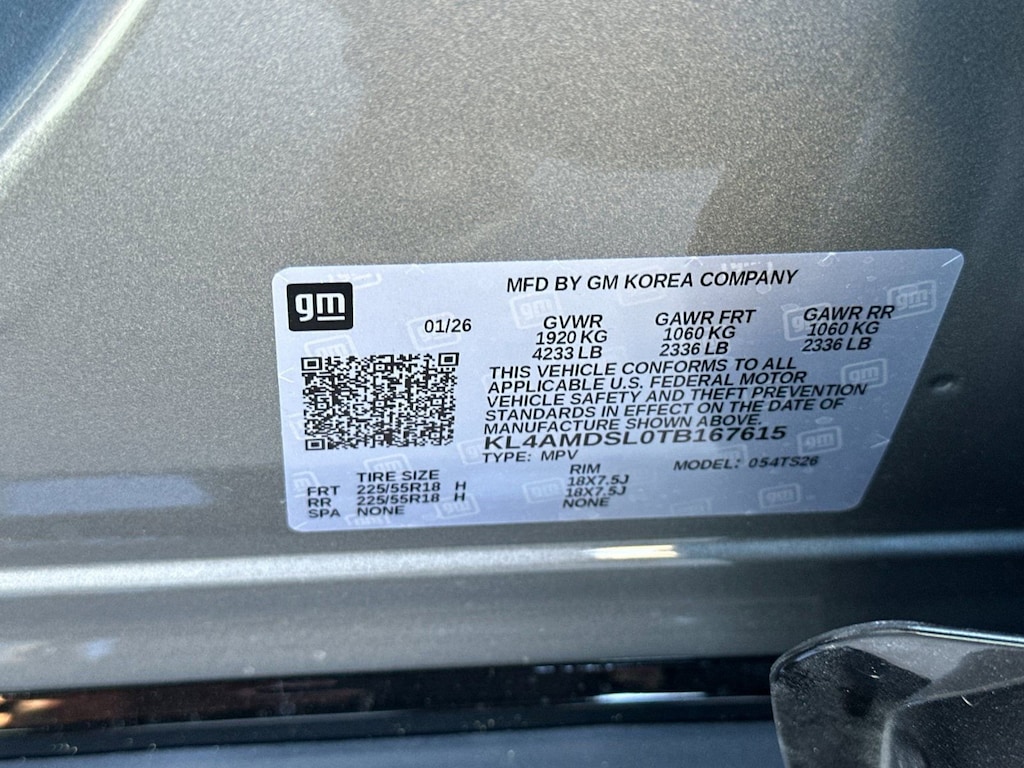 gm
MFD BY GM KOREA COMPANY
01/26
GVWR GAWR FRT GAWR RR
1920 KG 1060 KG 1060 KG
4233 LB 2336 LB 2336 LB
THIS VEHICLE CONFORMS TO ALL
APPLICABLE U.S. FEDERAL MOTOR
VEHICLE SAFETY AND THEFT PREVENTION
STANDARDS IN EFFECT ON THE DATE OF
MANUFACTURE SHOWN ABOVE.
KL4AMDSL0TB167615
TYPE: MPV MODEL: 054TS26
TIRE SIZE RIM
FRT 225/55R18 H 18X7.5J
RR 225/55R18 H 18X7.5J
SPA NONE NONE